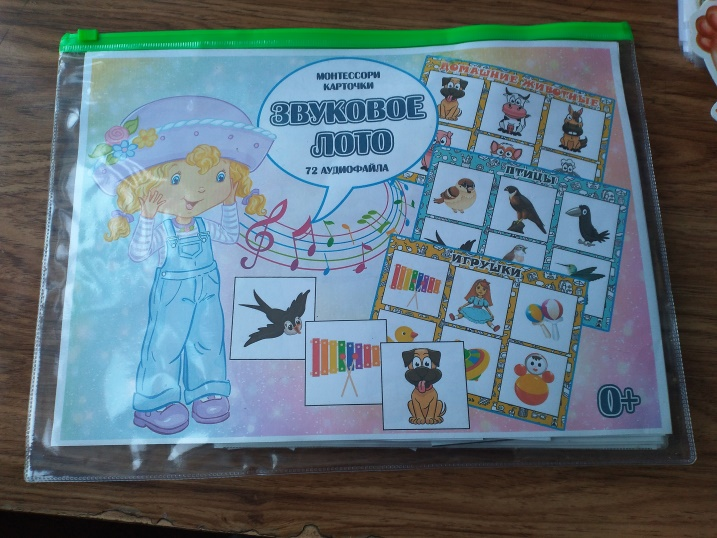 МОНТЕССОРИ
КАРТОЧКИ
ЗВУКОВОЕ
ЛОТО
72 АУДИОФАЙЛА
ДОМАШНИЕ ЖИВОТНЫЕ
ПТИЦЫ
ИГРУШКИ
0+